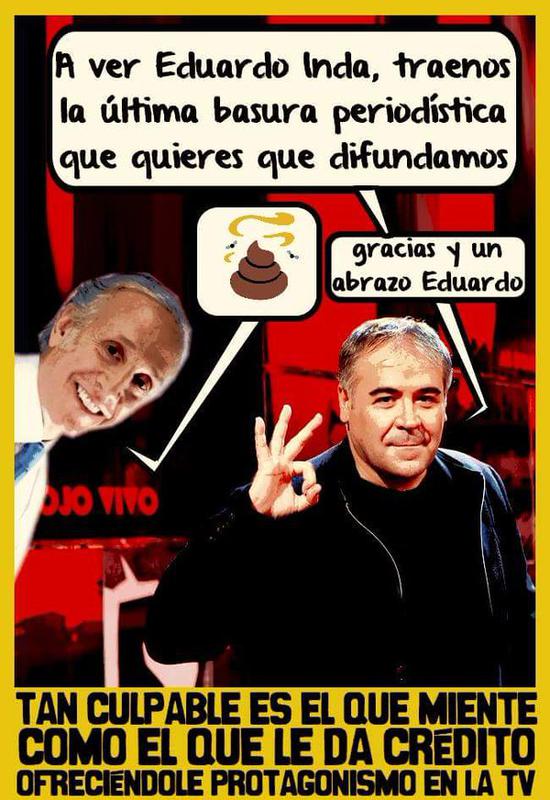 A ver Eduardo Inda, traenos
la última basura periodística
que quieres que difundamos
gracias y un
abrazo Eduardo
OJO VIVO
TAN CULPABLE ES EL QUE MIENTE
COMO EL QUE LE DA CRÉDITO
OFRECIÉNDOLE PROTAGONISMO EN LA TV